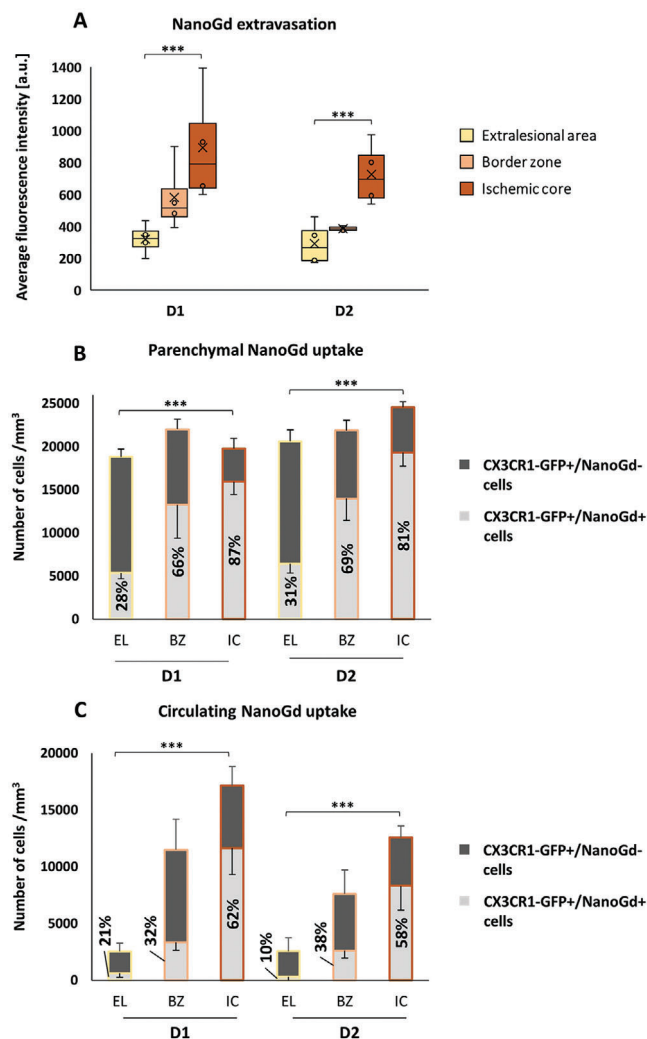 A
NanoGd extravasation
Average fluorescence intensity [a.u.]
1400
1200
1000
800
600
400
200
0
***
***
D1
D2
Extralesional area
Border zone
Ischemic core
B
Parenchymal NanoGd uptake
Number of cells /mm³
25000
20000
15000
10000
5000
0
***
***
28%
66%
87%
31%
69%
81%
EL
BZ
IC
EL
BZ
IC
D1
D2
CX3CR1-GFP+/NanoGd-
cells
CX3CR1-GFP+/NanoGd+
cells
C
Circulating NanoGd uptake
Number of cells /mm³
20000
15000
10000
5000
0
***
***
21%
32%
62%
10%
38%
58%
EL
BZ
IC
EL
BZ
IC
D1
D2
CX3CR1-GFP+/NanoGd-
cells
CX3CR1-GFP+/NanoGd+
cells